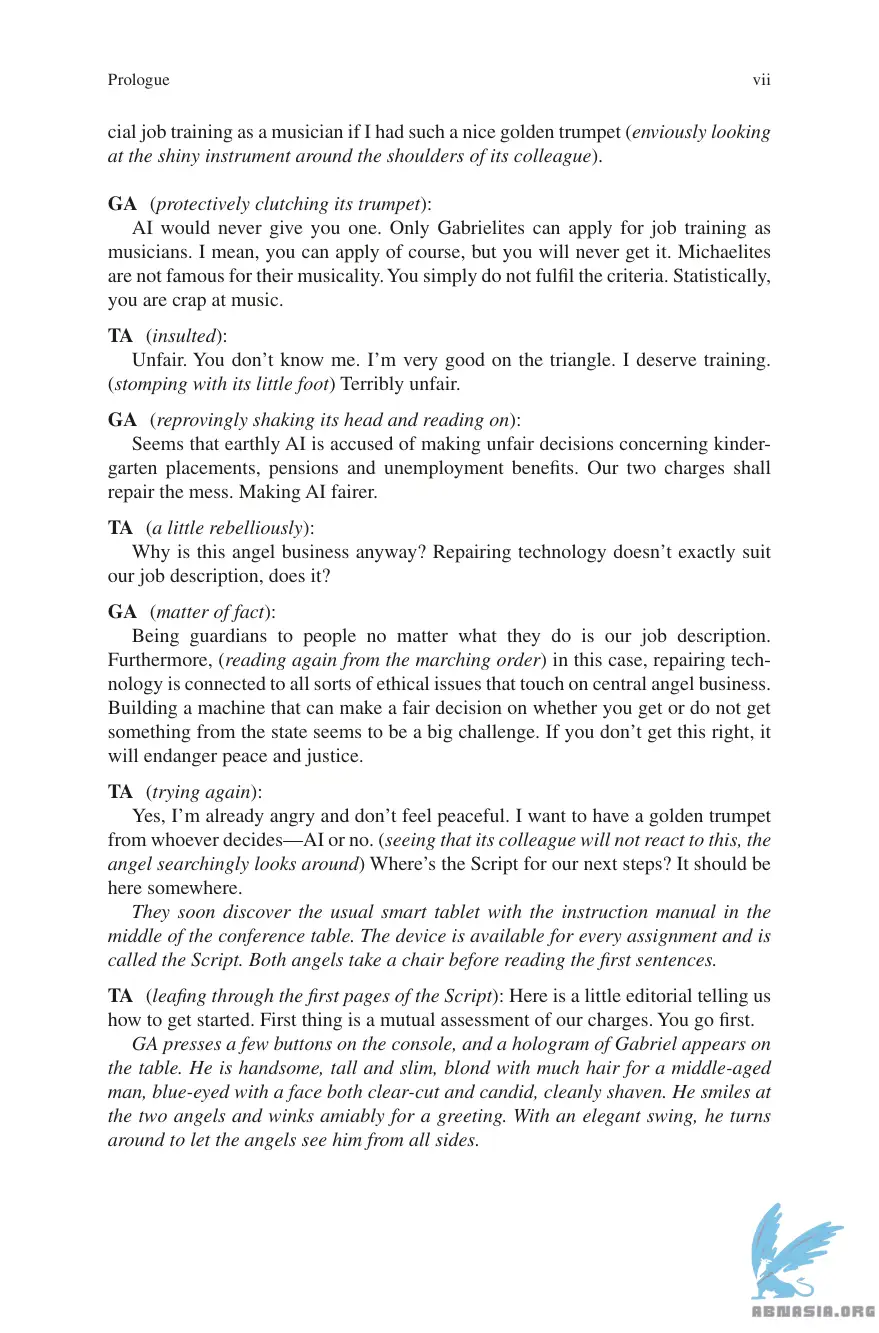 Prologue vii
cial job training as a musician if I had such a nice golden trumpet (enviously looking
at the shiny instrument around the shoulders of its colleague).
GA (protectively clutching its trumpet):
AI would never give you one. Only Gabrielites can apply for job training as
musicians. I mean, you can apply of course, but you will never get it. Michaelites
are not famous for their musicality. You simply do not fulfil the criteria. Statistically,
you are crap at music.
TA (insulted):
Unfair. You don’t know me. I’m very good on the triangle. I deserve training.
(stomping with its little foot) Terribly unfair.
GA (reprovingly shaking its head and reading on):
Seems that earthly AI is accused of making unfair decisions concerning kinder-
garten placements, pensions and unemployment benefits. Our two charges shall
repair the mess. Making AI fairer.
TA (a little rebelliously):
Why is this angel business anyway? Repairing technology doesn’t exactly suit
our job description, does it?
GA (matter of fact):
Being guardians to people no matter what they do is our job description.
Furthermore, (reading again from the marching order) in this case, repairing tech-
nology is connected to all sorts of ethical issues that touch on central angel business.
Building a machine that can make a fair decision on whether you get or do not get
something from the state seems to be a big challenge. If you don’t get this right, it
will endanger peace and justice.
TA (trying again):
Yes, I’m already angry and don’t feel peaceful. I want to have a golden trumpet
from whoever decides—AI or no. (seeing that its colleague will not react to this, the
angel searchingly looks around) Where’s the Script for our next steps? It should be
here somewhere.
They soon discover the usual smart tablet with the instruction manual in the
middle of the conference table. The device is available for every assignment and is
called the Script. Both angels take a chair before reading the first sentences.
TA (leafing through the first pages of the Script): Here is a little editorial telling us
how to get started. First thing is a mutual assessment of our charges. You go first.
GA presses a few buttons on the console, and a hologram of Gabriel appears on
the table. He is handsome, tall and slim, blond with much hair for a middle-aged
man, blue-eyed with a face both clear-cut and candid, cleanly shaven. He smiles at
the two angels and winks amiably for a greeting. With an elegant swing, he turns
around to let the angels see him from all sides.
ABNASIA.ORG